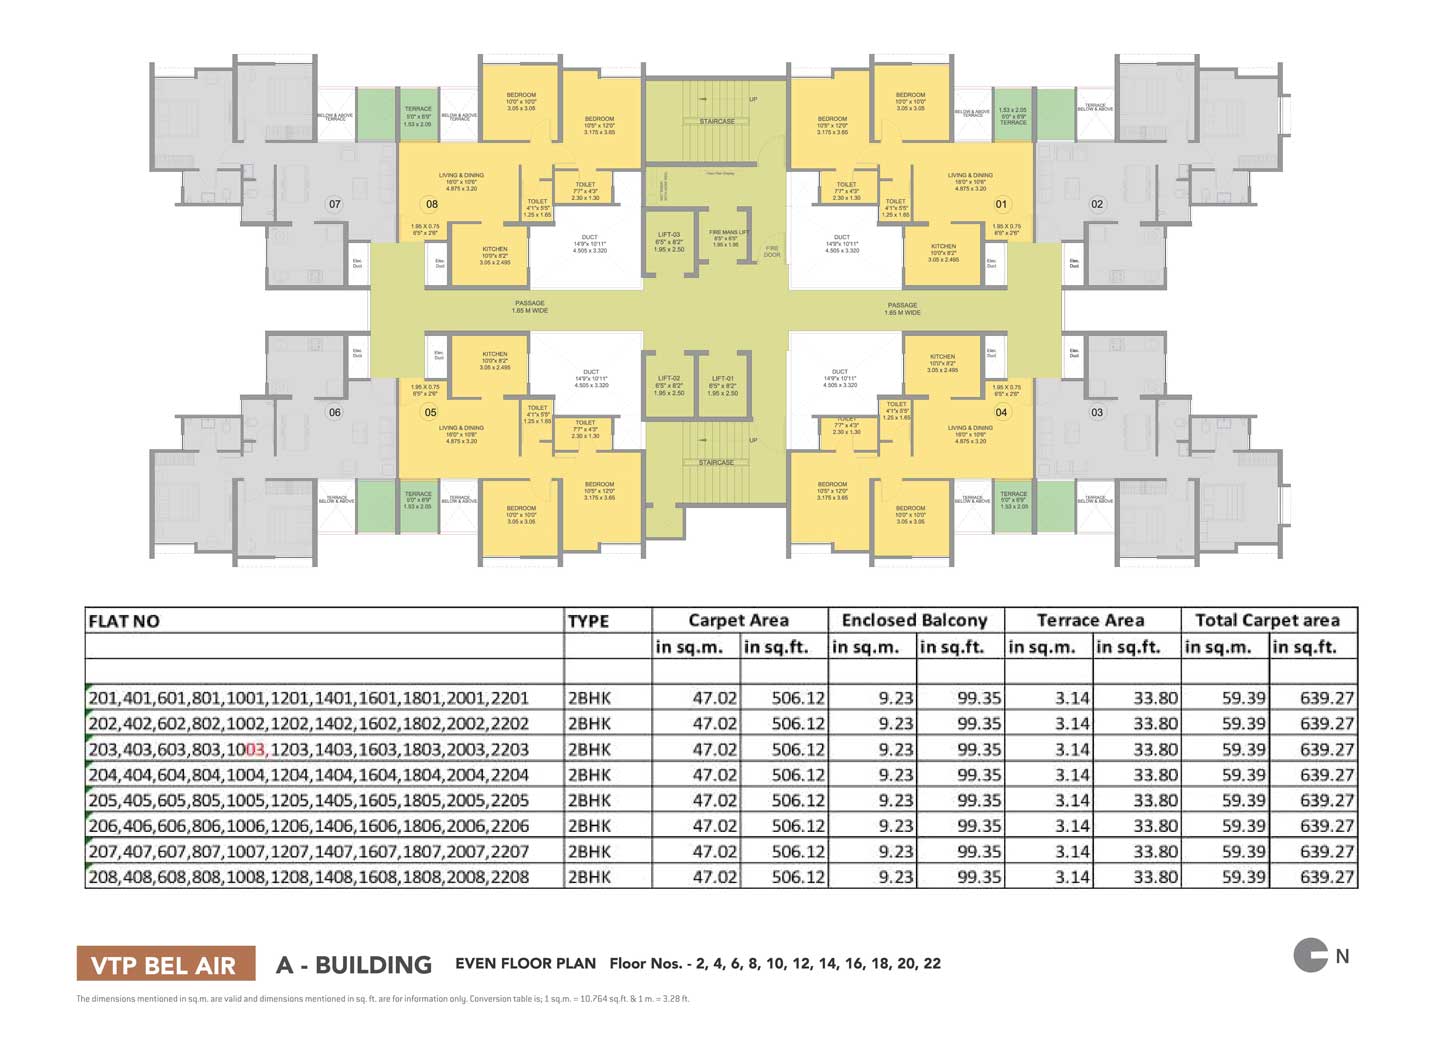 BEDROOM
10'0" x 10'0"
3.05 x 3.05
BEDROOM
10'5" x 12'0"
3.175 x 3.65
UP
STAIRCASE
BEDROOM
10'5" x 12'0"
3.175 x 3.65
BEDROOM
10'0" x 10'0"
3.05 x 3.05
BELOW & ABOVE
TERRACE
TERRACE
5'0" x 6'9"
1.53 x 2.05
BELOW & ABOVE
TERRACE
BELOW & ABOVE
TERRACE
1.53 x 2.05
5'0" x 6'9"
TERRACE
TERRACE
BELOW & ABOVE
LIVING & DINING
16'0" x 10'6"
4.875 x 3.20
TOILET
7'7" x 4'3"
2.30 x 1.30
TOILET
4'1"x 5'5"
1.25 x 1.65
TOILET
7'7" x 4'3"
2.30 x 1.30
TOILET
4'1"x 5'5"
1.25 x 1.65
LIVING & DINING
16'0" x 10'6"
4.875 x 3.20
07
08
01
02
1.95 X 0.75
6'5" x 2'6"
1.95 X 0.75
6'5" x 2'6"
KITCHEN
10'0"x 8'2"
3.05 x 2.495
DUCT
14'9"x 10'11"
4.505 x 3.320
LIFT-03
6'5" x 8'2"
1.95 x 2.50
FIRE MANS LIFT
6'5" x 6'5"
1.95 x 1.95
FIRE
DOOR
DUCT
14'9"x 10'11"
4.505 x 3.320
KITCHEN
10'0"x 8'2"
3.05 x 2.495
Elec.
Duct
Elec.
Duct
Elec.
Duct
Elec.
Duct
PASSAGE
1.65 M WIDE
PASSAGE
1.65 M WIDE
Elec.
Duct
Elec.
Duct
Elec.
Duct
Elec.
Duct
KITCHEN
10'0"x 8'2"
3.05 x 2.495
DUCT
14'9"x 10'11"
4.505 x 3.320
LIFT-02
6'5" x 8'2"
1.95 x 2.50
LIFT-01
6'5" x 8'2"
1.95 x 2.50
DUCT
14'9"x 10'11"
4.505 x 3.320
KITCHEN
10'0"x 8'2"
3.05 x 2.495
1.95 X 0.75
6'5" x 2'6"
1.95 X 0.75
6'5" x 2'6"
06
05
04
03
TOILET
4'1"x 5'5"
1.25 x 1.65
TOILET
7'7" x 4'3"
2.30 x 1.30
TOILET
7'7" x 4'3"
2.30 x 1.30
TOILET
4'1"x 5'5"
1.25 x 1.65
LIVING & DINING
16'0" x 10'6"
4.875 x 3.20
LIVING & DINING
16'0" x 10'6"
4.875 x 3.20
UP
STAIRCASE
BEDROOM
10'5" x 12'0"
3.175 x 3.65
BEDROOM
10'5" x 12'0"
3.175 x 3.65
TERRACE
BELOW & ABOVE
TERRACE
5'0" x 6'9"
1.53 x 2.05
TERRACE
BELOW & ABOVE
TERRACE
BELOW & ABOVE
TERRACE
5'0" x 6'9"
1.53 x 2.05
TERRACE
BELOW & ABOVE
BEDROOM
10'0" x 10'0"
3.05 x 3.05
BEDROOM
10'0" x 10'0"
3.05 x 3.05
FLAT NO TYPE Carpet Area Enclosed Balcony Terrace Area Total Carpet area
in sq.m. in sq.ft. in sq.m. in sq.ft. in sq.m. in sq.ft. in sq.m. in sq.ft.
201,401,601,801,1001,1201,1401,1601,1801,2001,2201 2BHK 47.02 506.12 9.23 99.35 3.14 33.80 59.39 639.27
202,402,602,802,1002,1202,1402,1602,1802,2002,2202 2BHK 47.02 506.12 9.23 99.35 3.14 33.80 59.39 639.27
203,403,603,803,1003,1203,1403,1603,1803,2003,2203 2BHK 47.02 506.12 9.23 99.35 3.14 33.80 59.39 639.27
204,404,604,804,1004,1204,1404,1604,1804,2004,2204 2BHK 47.02 506.12 9.23 99.35 3.14 33.80 59.39 639.27
205,405,605,805,1005,1205,1405,1605,1805,2005,2205 2BHK 47.02 506.12 9.23 99.35 3.14 33.80 59.39 639.27
206,406,606,806,1006,1206,1406,1606,1806,2006,2206 2BHK 47.02 506.12 9.23 99.35 3.14 33.80 59.39 639.27
207,407,607,807,1007,1207,1407,1607,1807,2007,2207 2BHK 47.02 506.12 9.23 99.35 3.14 33.80 59.39 639.27
208,408,608,808,1008,1208,1408,1608,1808,2008,2208 2BHK 47.02 506.12 9.23 99.35 3.14 33.80 59.39 639.27
VTP BEL AIR A - BUILDING EVEN FLOOR PLAN Floor Nos. - 2, 4, 6, 8, 10, 12, 14, 16, 18, 20, 22
N
The dimensions mentioned in sq.m. are valid and dimensions mentioned in sq. ft. are for information only. Conversion table is; 1 sq.m. = 10.764 sq.ft. & 1 m. = 3.28 ft.